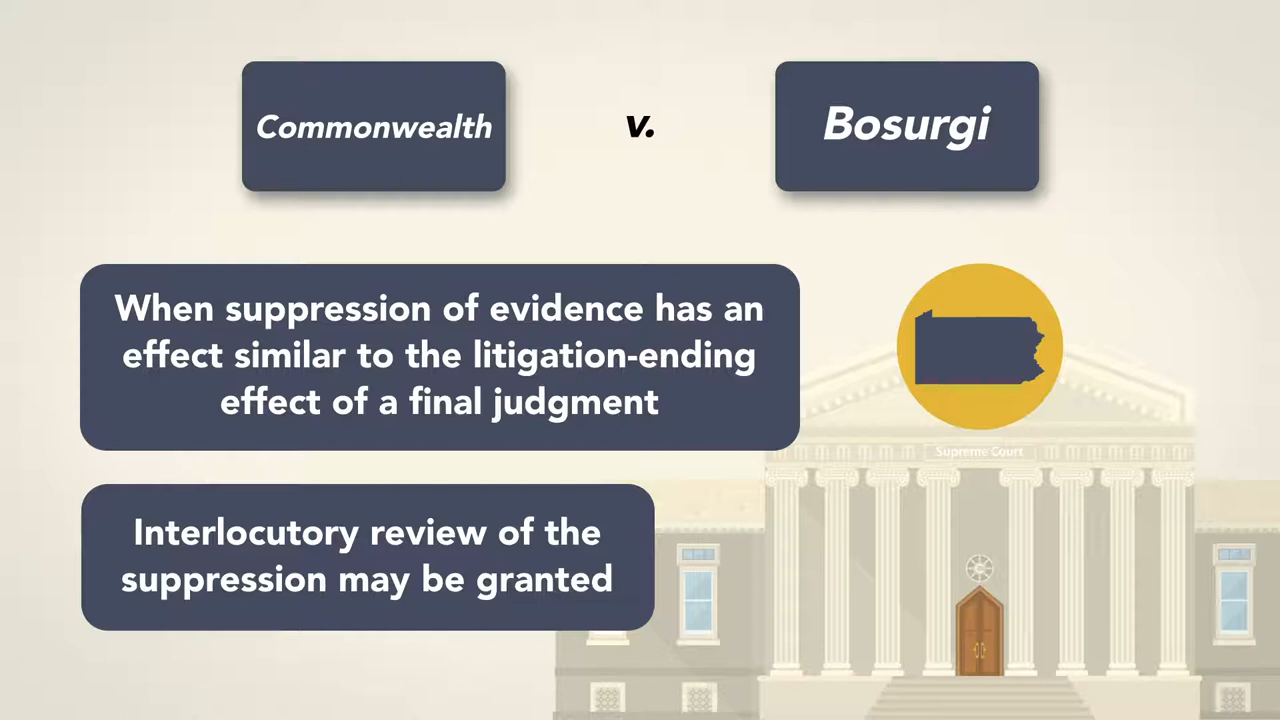 Commonwealth
v.
Bosurgi
When suppression of evidence has an
effect similar to the litigation-ending
effect of a final judgment
Supreme Court
Interlocutory review of the
suppression may be granted